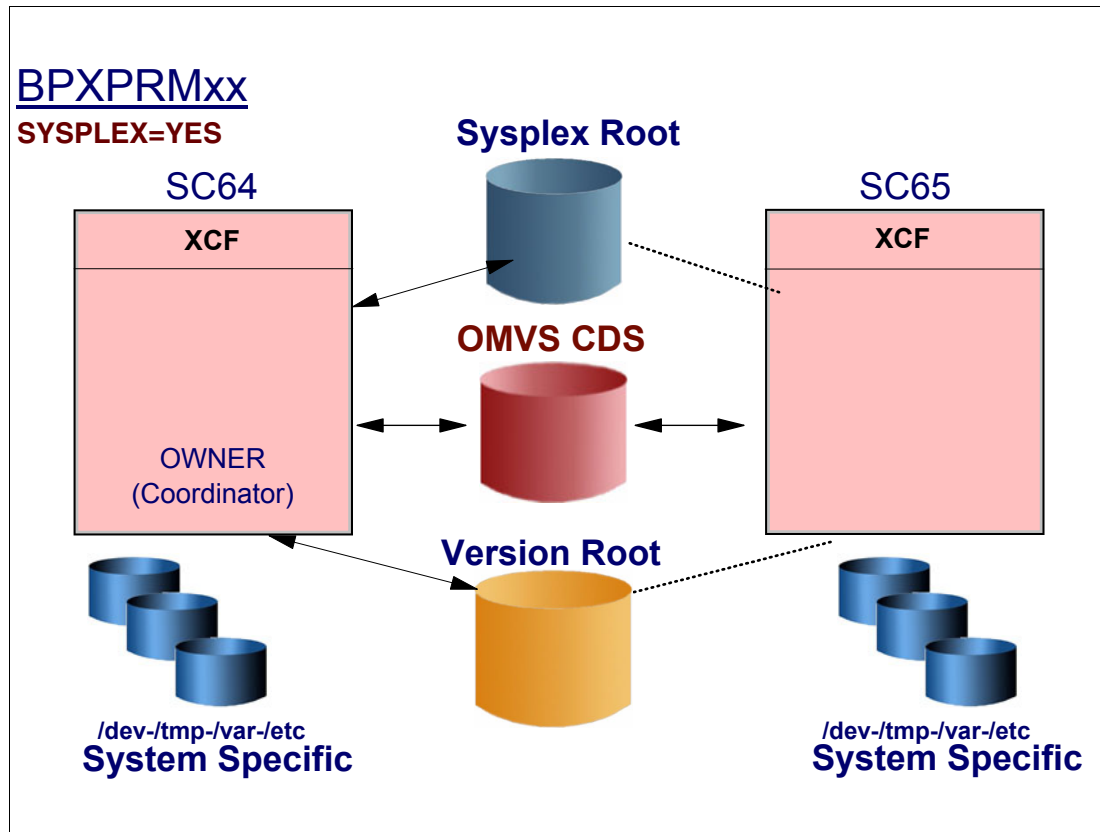 BPXPRMxx
SYSPLEX=YES
Sysplex Root
SC64
SC65
XCF
XCF
OMVS CDS
OWNER
(Coordinator)
Version Root
/dev-/tmp-/var-/etc
System Specific
/dev-/tmp-/var-/etc
System Specific